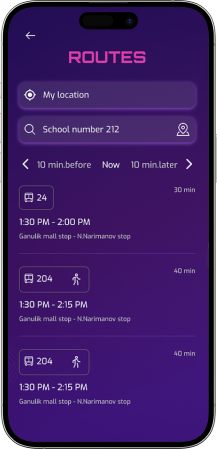 ROUTES
My location
School number 212
10 min.before Now 10 min.later
24 30 min
1:30 PM - 2:00 PM
Ganulik mall stop - N.Narimanov stop
204 40 min
1:30 PM - 2:15 PM
Ganulik mall stop - N.Narimanov stop
204 40 min
1:30 PM - 2:15 PM
Ganulik mall stop - N.Narimanov stop